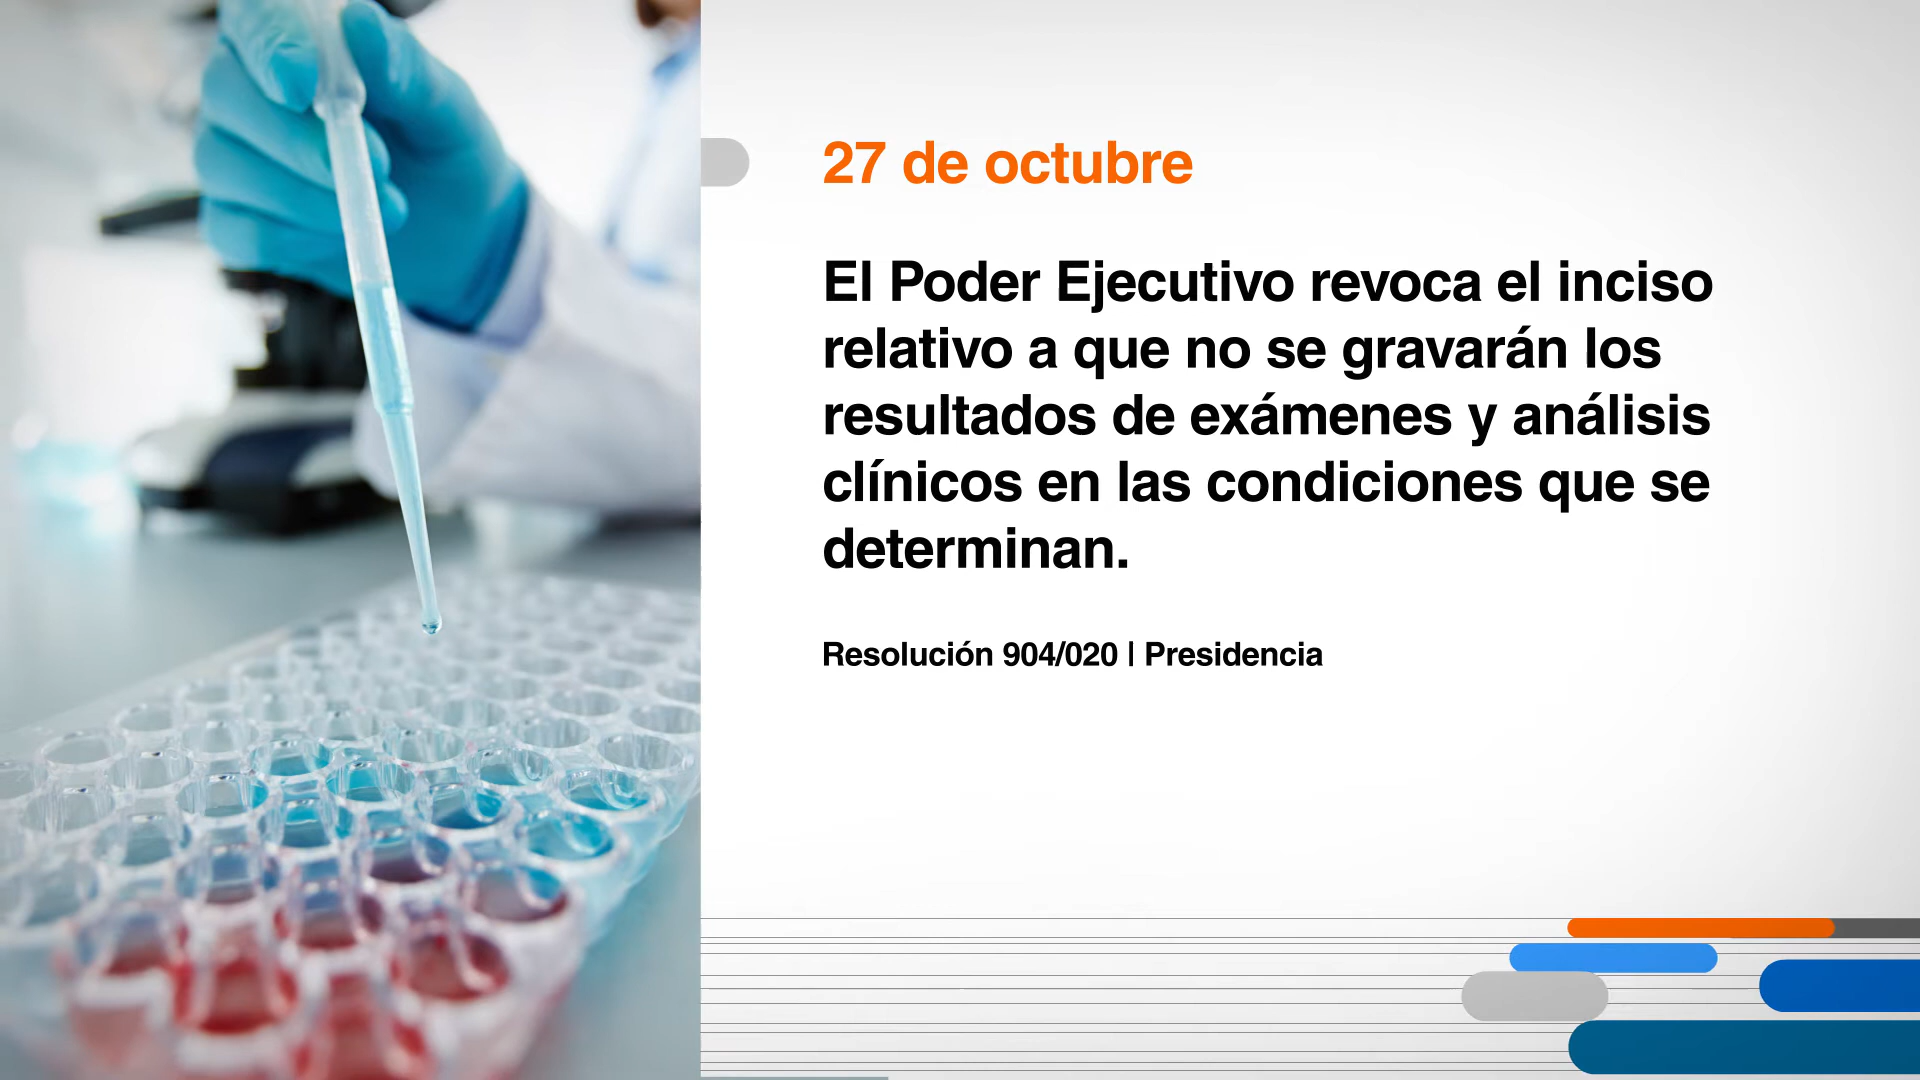 27 de octubre
El Poder Ejecutivo revoca el inciso
relativo a que no se gravarán los
resultados de exámenes y análisis
clínicos en las condiciones que se
determinan.
Resolución 904/020 | Presidencia